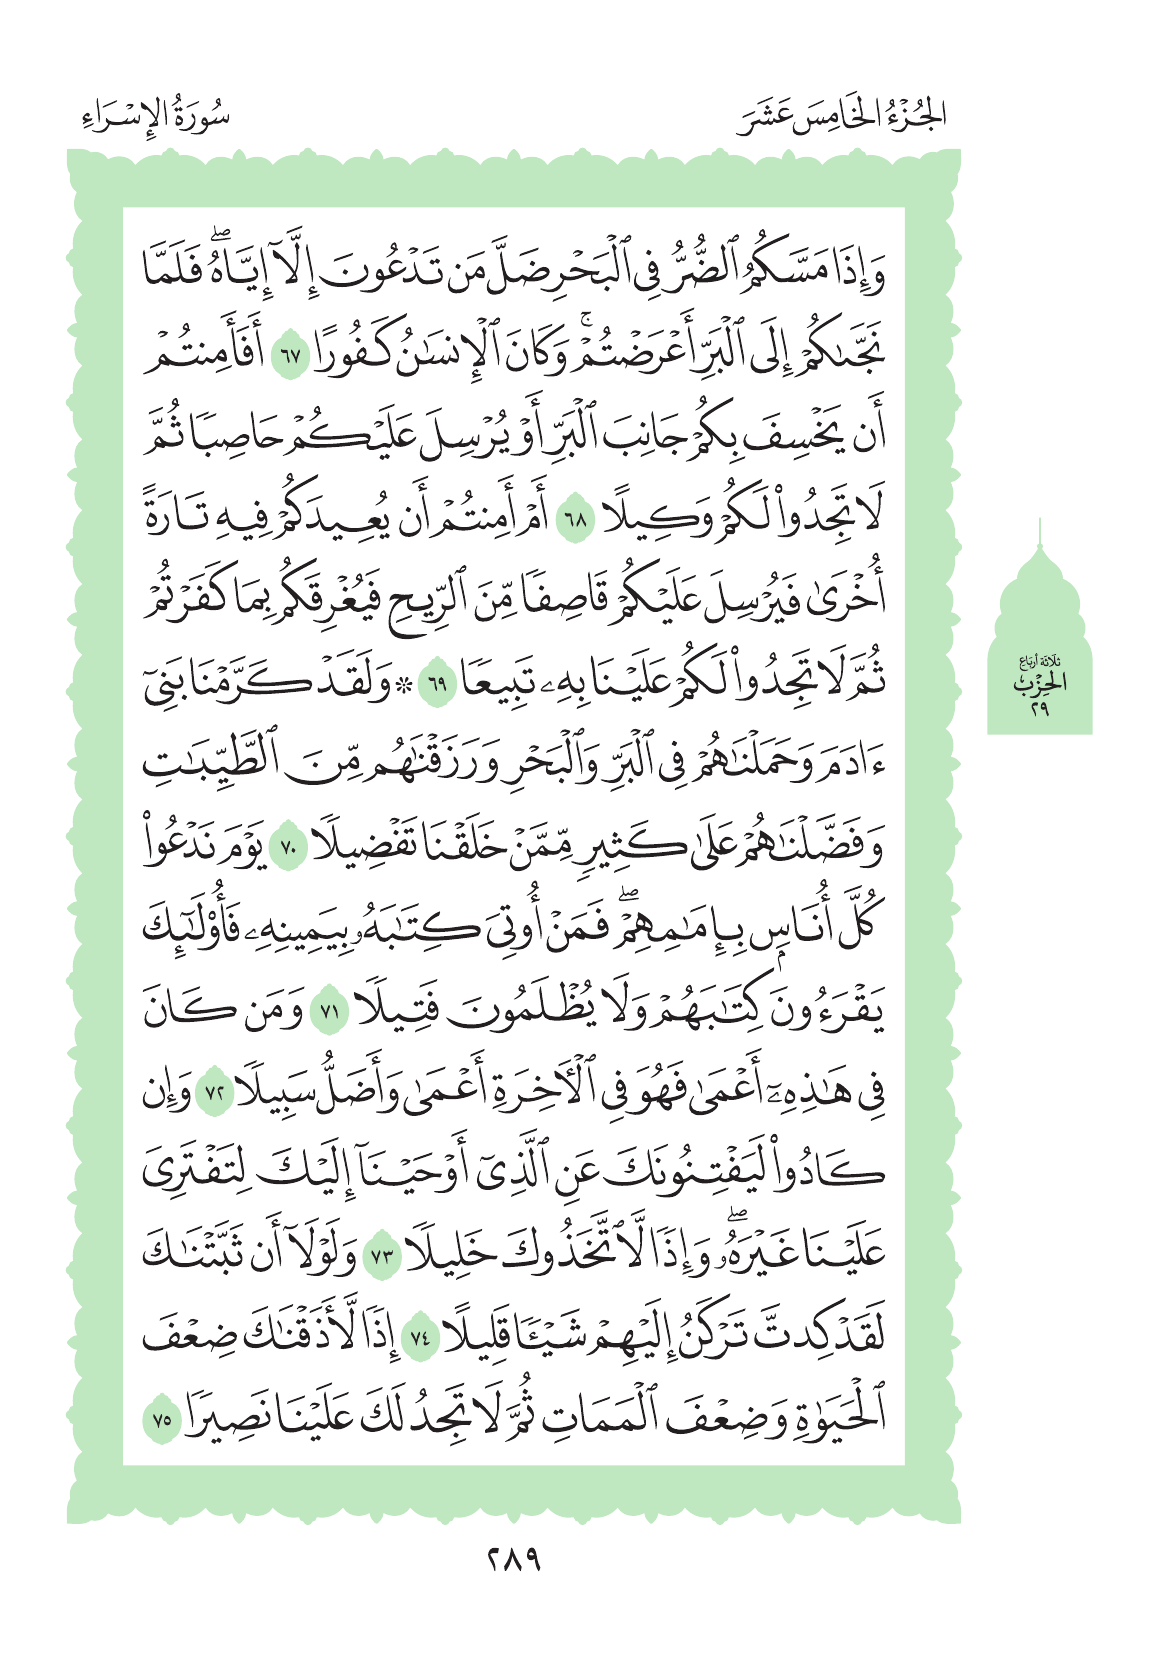 الجُزْءُ الخَامِسَ عَشَرَ
سُورَةُ الإِسْرَاءِ
وَإِذَا مَسَّكُمُ ٱلضُّرُّ فِى ٱلْبَحْرِ ضَلَّ مَن تَدْعُونَ إِلَّآ إِيَّاهُۖ فَلَمَّا
نَجَّىٰكُمْ إِلَى ٱلْبَرِّ أَعْرَضْتُمْۚ وَكَانَ ٱلْإِنسَٰنُ كَفُورًا ٦٧ أَفَأَمِنتُمْ
أَن يَخْسِفَ بِكُمْ جَانِبَ ٱلْبَرِّ أَوْ يُرْسِلَ عَلَيْكُمْ حَاصِبًا ثُمَّ
لَا تَجِدُوا۟ لَكُمْ وَكِيلًا ٦٨ أَمْ أَمِنتُمْ أَن يُعِيدَكُمْ فِيهِ تَارَةً
أُخْرَىٰ فَيُرْسِلَ عَلَيْكُمْ قَاصِفًا مِّنَ ٱلرِّيحِ فَيُغْرِقَكُم بِمَا كَفَرْتُمْ
ثُمَّ لَا تَجِدُوا۟ لَكُمْ عَلَيْنَا بِهِۦ تَبِيعًا ٦٩ ۞ وَلَقَدْ كَرَّمْنَا بَنِىٓ
ءَادَمَ وَحَمَلْنَٰهُمْ فِى ٱلْبَرِّ وَٱلْبَحْرِ وَرَزَقْنَٰهُم مِّنَ ٱلطَّيِّبَٰتِ
وَفَضَّلْنَٰهُمْ عَلَىٰ كَثِيرٍ مِّمَّنْ خَلَقْنَا تَفْضِيلًا ٧٠ يَوْمَ نَدْعُوا۟
كُلَّ أُنَاسٍۭ بِإِمَٰمِهِمْۖ فَمَنْ أُوتِىَ كِتَٰبَهُۥ بِيَمِينِهِۦ فَأُو۟لَٰٓئِكَ
يَقْرَءُونَ كِتَٰبَهُمْ وَلَا يُظْلَمُونَ فَتِيلًا ٧١ وَمَن كَانَ
فِى هَٰذِهِۦٓ أَعْمَىٰ فَهُوَ فِى ٱلْـَٔاخِرَةِ أَعْمَىٰ وَأَضَلُّ سَبِيلًا ٧٢ وَإِن
كَادُوا۟ لَيَفْتِنُونَكَ عَنِ ٱلَّذِىٓ أَوْحَيْنَآ إِلَيْكَ لِتَفْتَرِىَ
عَلَيْنَا غَيْرَهُۥۖ وَإِذًا لَّٱتَّخَذُوكَ خَلِيلًا ٧٣ وَلَوْلَآ أَن ثَبَّتْنَٰكَ
لَقَدْ كِدتَّ تَرْكَنُ إِلَيْهِمْ شَيْـًٔا قَلِيلًا ٧٤ إِذًا لَّأَذَقْنَٰكَ ضِعْفَ
ٱلْحَيَوٰةِ وَضِعْفَ ٱلْمَمَاتِ ثُمَّ لَا تَجِدُ لَكَ عَلَيْنَا نَصِيرًا ٧٥
ثلاثة أرباع
الحِزْب
٢٩
٢٨٩